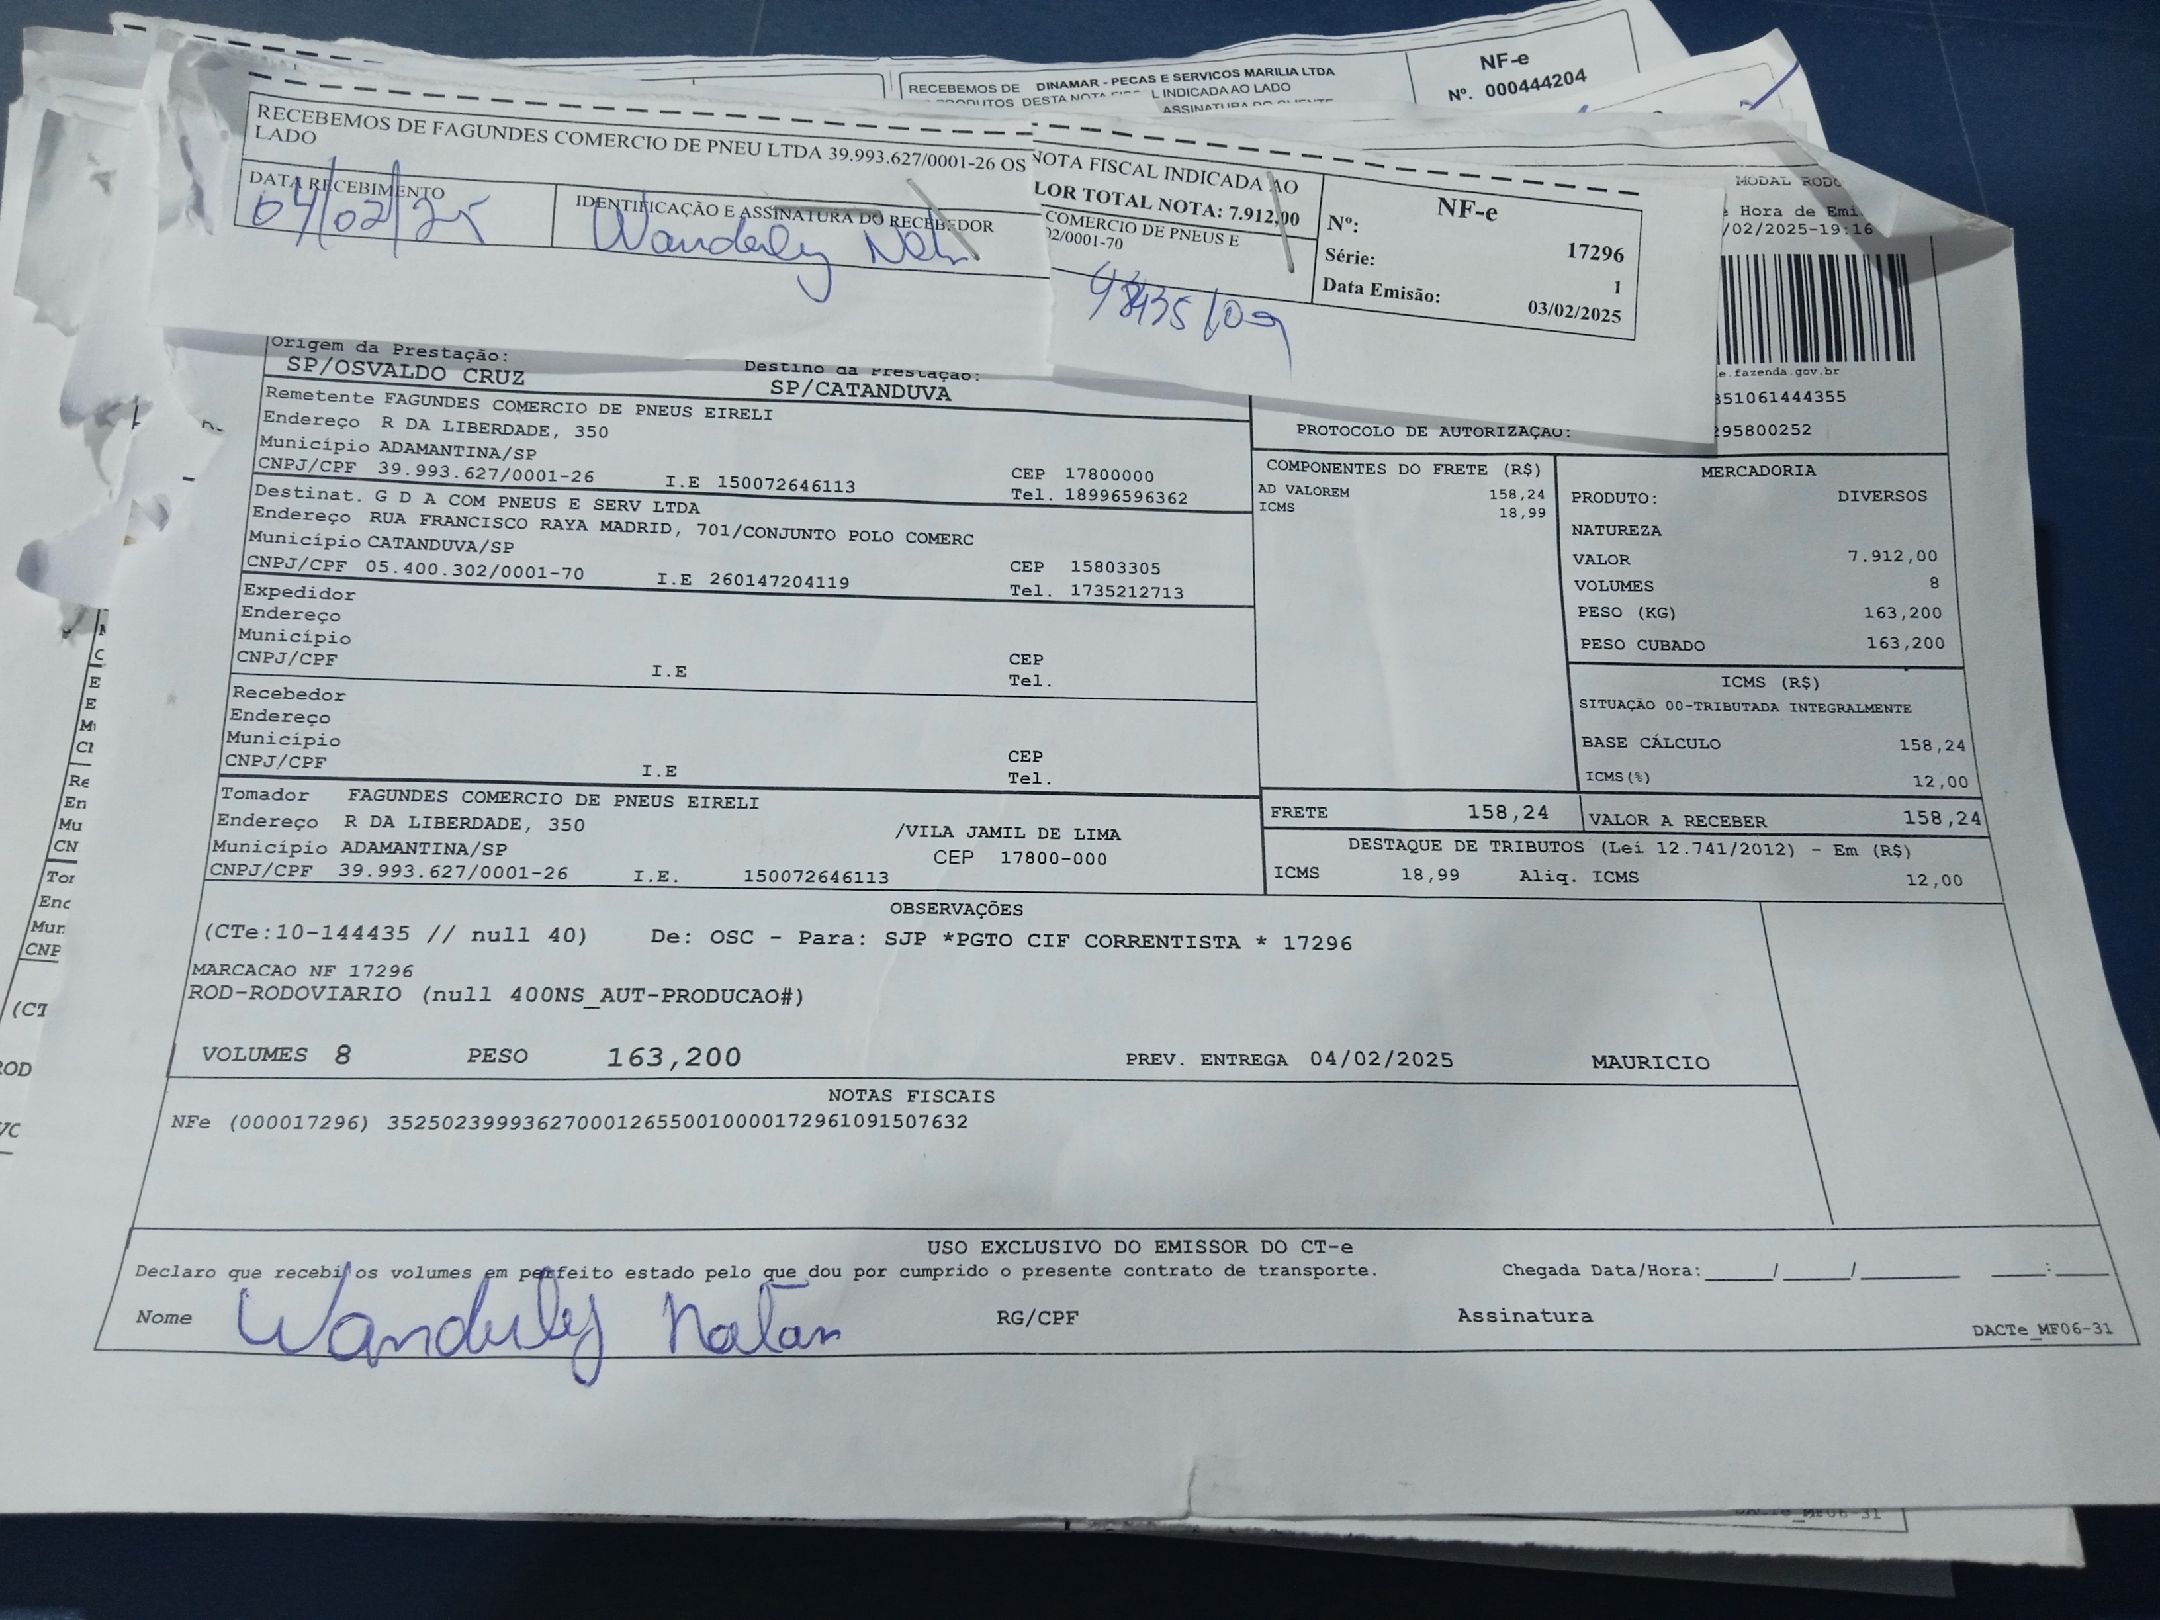 RECEBEMOS DE DINAMAR - PECAS E SERVICOS MARILIA LTDA
INDICADA AO LADO
NF-e
Nº. 000444204
RECEBEMOS DE FAGUNDES COMERCIO DE PNEU LTDA 39.993.627/0001-26 OS
LADO
NOTA FISCAL INDICADA AO
LOR TOTAL NOTA: 7.912,00
COMERCIO DE PNEUS E
02/0001-70
DATA RECEBIMENTO
04/02/25
IDENTIFICAÇÃO E ASSINATURA DO RECEBEDOR
NF-e
Nº: 17296
Série: 1
Data Emissão: 03/02/2025
Hora de Emi
/02/2025-19:16
e.fazenda.gov.br
351061444355
PROTOCOLO DE AUTORIZAÇÃO: 295800252
Origem da Prestação:
SP/OSVALDO CRUZ
Destino da Prestação:
SP/CATANDUVA
Remetente FAGUNDES COMERCIO DE PNEUS EIRELI
Endereço R DA LIBERDADE, 350
Município ADAMANTINA/SP
CEP 17800000
CNPJ/CPF 39.993.627/0001-26 I.E 150072646113 Tel. 18996596362
Destinat. G D A COM PNEUS E SERV LTDA
Endereço RUA FRANCISCO RAYA MADRID, 701/CONJUNTO POLO COMERC
Município CATANDUVA/SP
CEP 15803305
CNPJ/CPF 05.400.302/0001-70 I.E 260147204119 Tel. 1735212713
Expedidor
Endereço
Município
CEP
CNPJ/CPF I.E Tel.
Recebedor
Endereço
Município
CEP
CNPJ/CPF I.E Tel.
Tomador FAGUNDES COMERCIO DE PNEUS EIRELI
Endereço R DA LIBERDADE, 350 /VILA JAMIL DE LIMA
Município ADAMANTINA/SP CEP 17800-000
CNPJ/CPF 39.993.627/0001-26 I.E. 150072646113
COMPONENTES DO FRETE (R$)
AD VALOREM 158,24
ICMS 18,99
MERCADORIA
PRODUTO: DIVERSOS
NATUREZA
VALOR 7.912,00
VOLUMES 8
PESO (KG) 163,200
PESO CUBADO 163,200
ICMS (R$)
SITUAÇÃO 00-TRIBUTADA INTEGRALMENTE
BASE CÁLCULO 158,24
ICMS(%) 12,00
FRETE 158,24 VALOR A RECEBER 158,24
DESTAQUE DE TRIBUTOS (Lei 12.741/2012) - Em (R$)
ICMS 18,99 Aliq. ICMS 12,00
OBSERVAÇÕES
(CTe:10-144435 // null 40) De: OSC - Para: SJP *PGTO CIF CORRENTISTA * 17296
MARCACAO NF 17296
ROD-RODOVIARIO (null 400NS_AUT-PRODUCAO#)
VOLUMES 8 PESO 163,200 PREV. ENTREGA 04/02/2025 MAURICIO
NOTAS FISCAIS
NFe (000017296) 35250239993627000126550010000172961091507632
USO EXCLUSIVO DO EMISSOR DO CT-e
Declaro que recebi os volumes em perfeito estado pelo que dou por cumprido o presente contrato de transporte. Chegada Data/Hora:____/____/______ ___:___
Nome RG/CPF Assinatura
DACTe_MF06-31